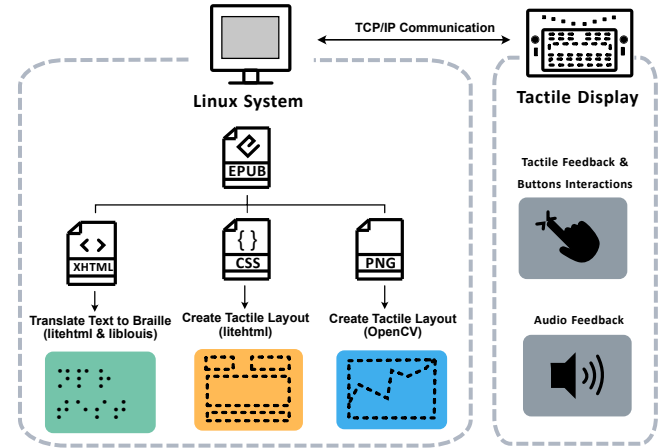 TCP/IP Communication
Linux System
Tactile Display
EPUB
XHTML
CSS
PNG
Translate Text to Braille
(litehtml & liblouis)
Create Tactile Layout
(litehtml)
Create Tactile Layout
(OpenCV)
Tactile Feedback &
Buttons Interactions
Audio Feedback